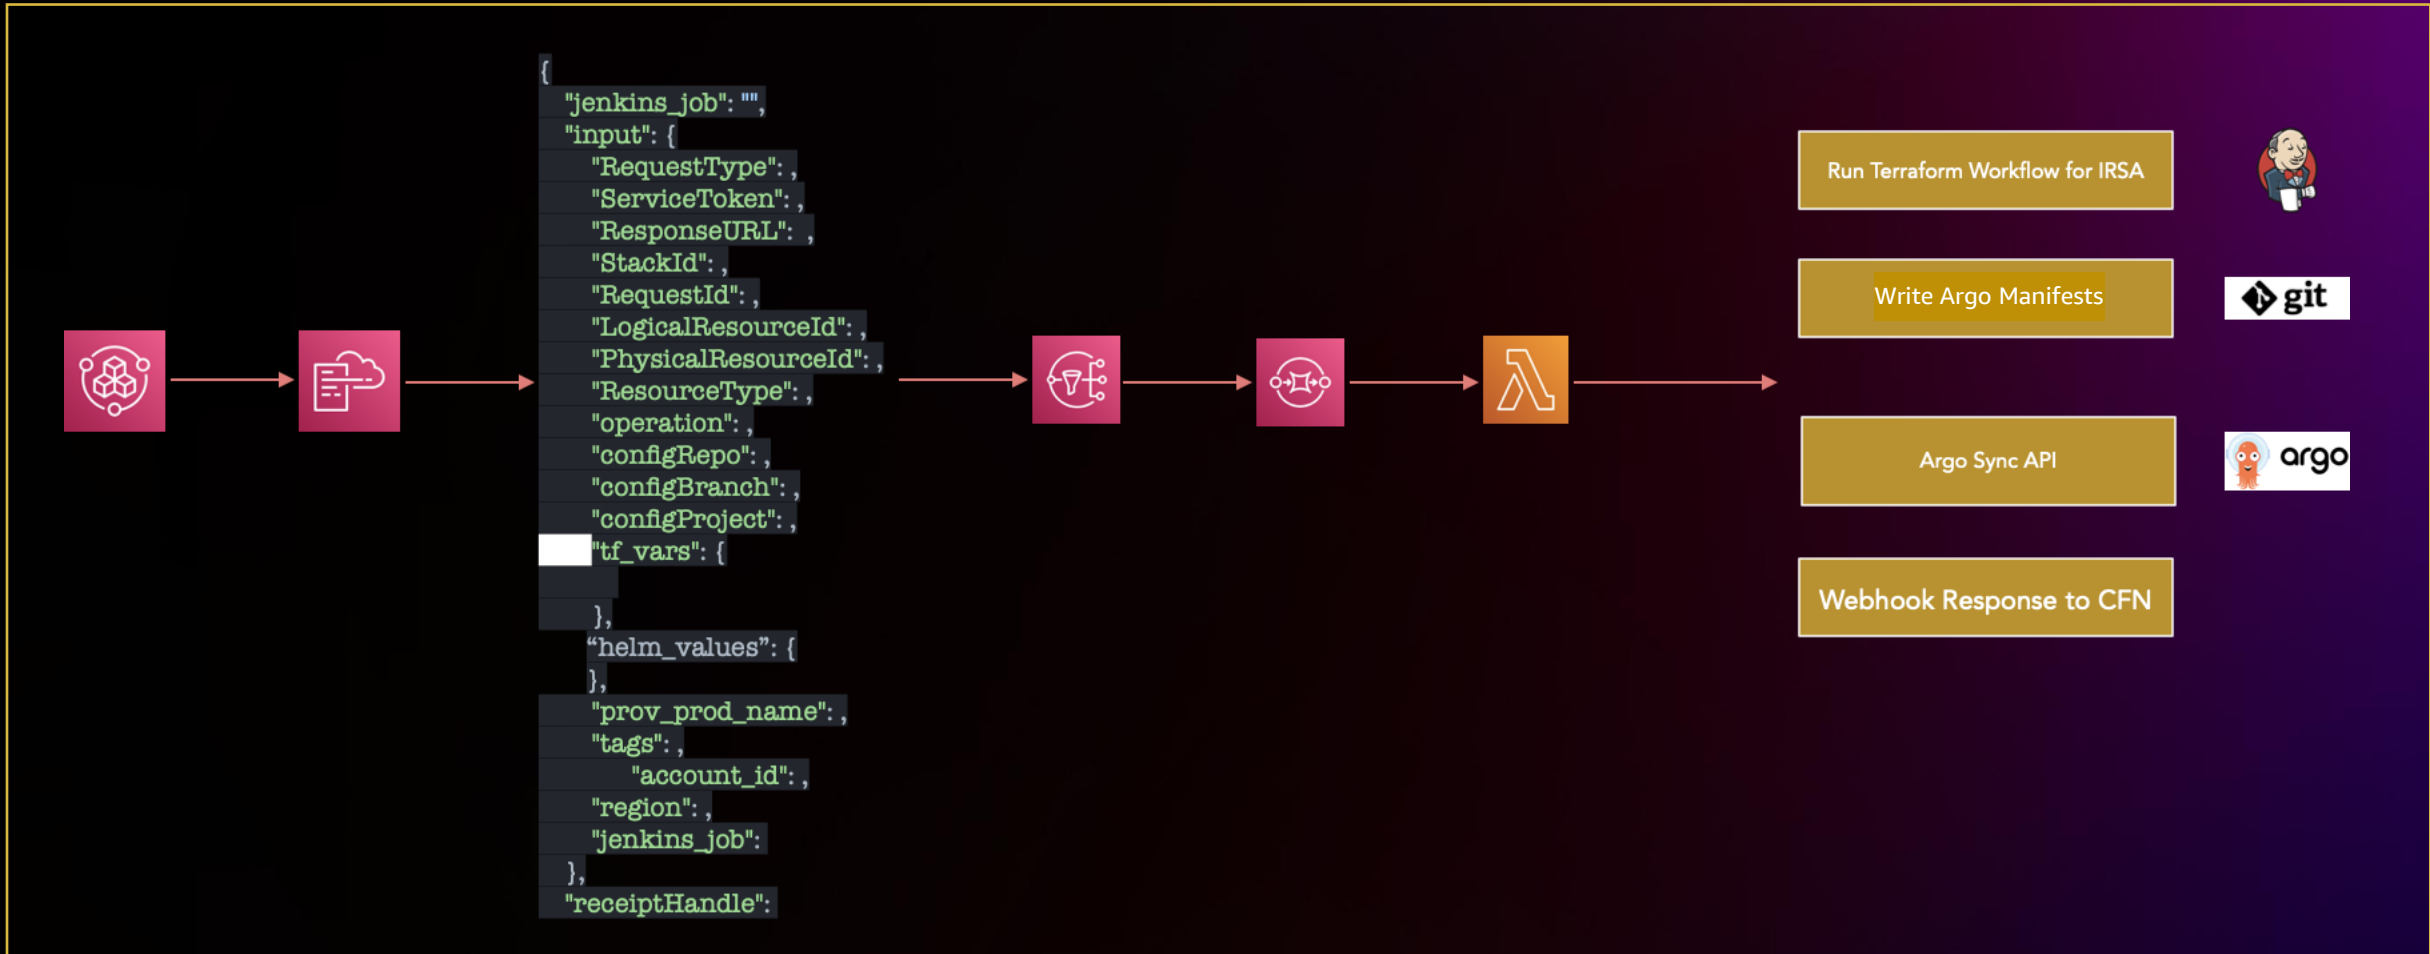 {
"jenkins_job": "",
"input": {
"RequestType": ,
"ServiceToken": ,
"ResponseURL":  ,
"StackId": ,
"RequestId": ,
"LogicalResourceId": ,
"PhysicalResourceId": ,
"ResourceType": ,
"operation": ,
"configRepo": ,
"configBranch": ,
"configProject": ,
"tf_vars": {
},
“helm_values”: {
},
"prov_prod_name": ,
"tags": ,
"account_id": ,
"region": ,
"jenkins_job":
},
"receiptHandle":
Run Terraform Workflow for IRSA
Write Argo Manifests
git
Argo Sync API
argo
Webhook Response to CFN